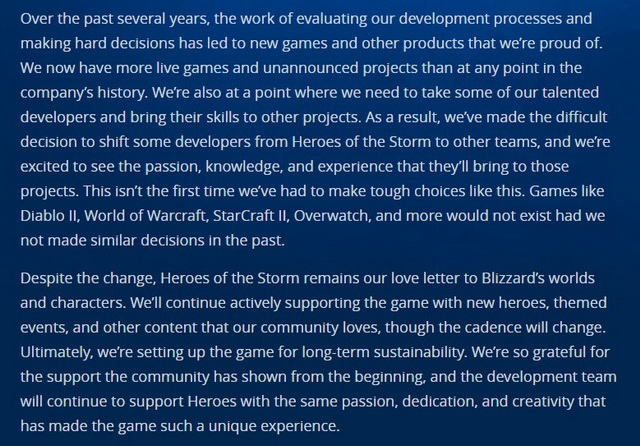 Over the past several years, the work of evaluating our development processes and
making hard decisions has led to new games and other products that we're proud of.
We now have more live games and unannounced projects than at any point in the
company's history. We're also at a point where we need to take some of our talented
developers and bring their skills to other projects. As a result, we've made the difficult
decision to shift some developers from Heroes of the Storm to other teams, and we're
excited to see the passion, knowledge, and experience that they'll bring to those
projects. This isn't the first time we've had to make tough choices like this. Games like
Diablo II, World of Warcraft, StarCraft II, Overwatch, and more would not exist had we
not made similar decisions in the past.
Despite the change, Heroes of the Storm remains our love letter to Blizzard's worlds
and characters. We'll continue actively supporting the game with new heroes, themed
events, and other content that our community loves, though the cadence will change.
Ultimately, we're setting up the game for long-term sustainability. We're so grateful for
the support the community has shown from the beginning, and the development team
will continue to support Heroes with the same passion, dedication, and creativity that
has made the game such a unique experience.